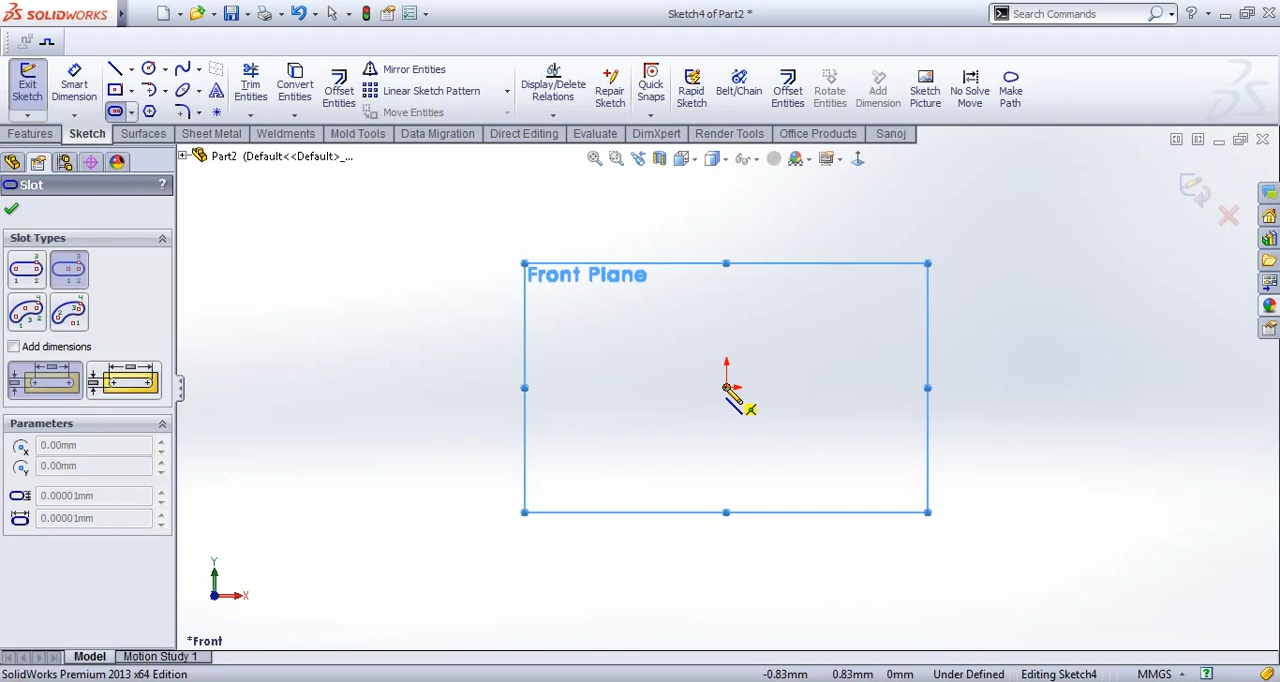 SOLIDWORKS
Sketch4 of Part2 *
Search Commands
Exit Sketch
Smart Dimension
Trim Entities
Convert Entities
Offset Entities
Mirror Entities
Linear Sketch Pattern
Move Entities
Display/Delete Relations
Repair Sketch
Quick Snaps
Rapid Sketch
Belt/Chain
Offset Entities
Rotate Entities
Add Dimension
Sketch Picture
No Solve Move
Make Path
Features
Sketch
Surfaces
Sheet Metal
Weldments
Mold Tools
Data Migration
Direct Editing
Evaluate
DimXpert
Render Tools
Office Products
Sanoj
Part2 (Default<<Default>_...
Slot
?
Slot Types
Add dimensions
Parameters
0.00mm
0.00mm
0.00001mm
0.00001mm
Front Plane
Y
X
*Front
Model
Motion Study 1
SolidWorks Premium 2013 x64 Edition
-0.83mm
0.83mm
0mm
Under Defined
Editing Sketch4
MMGS
?